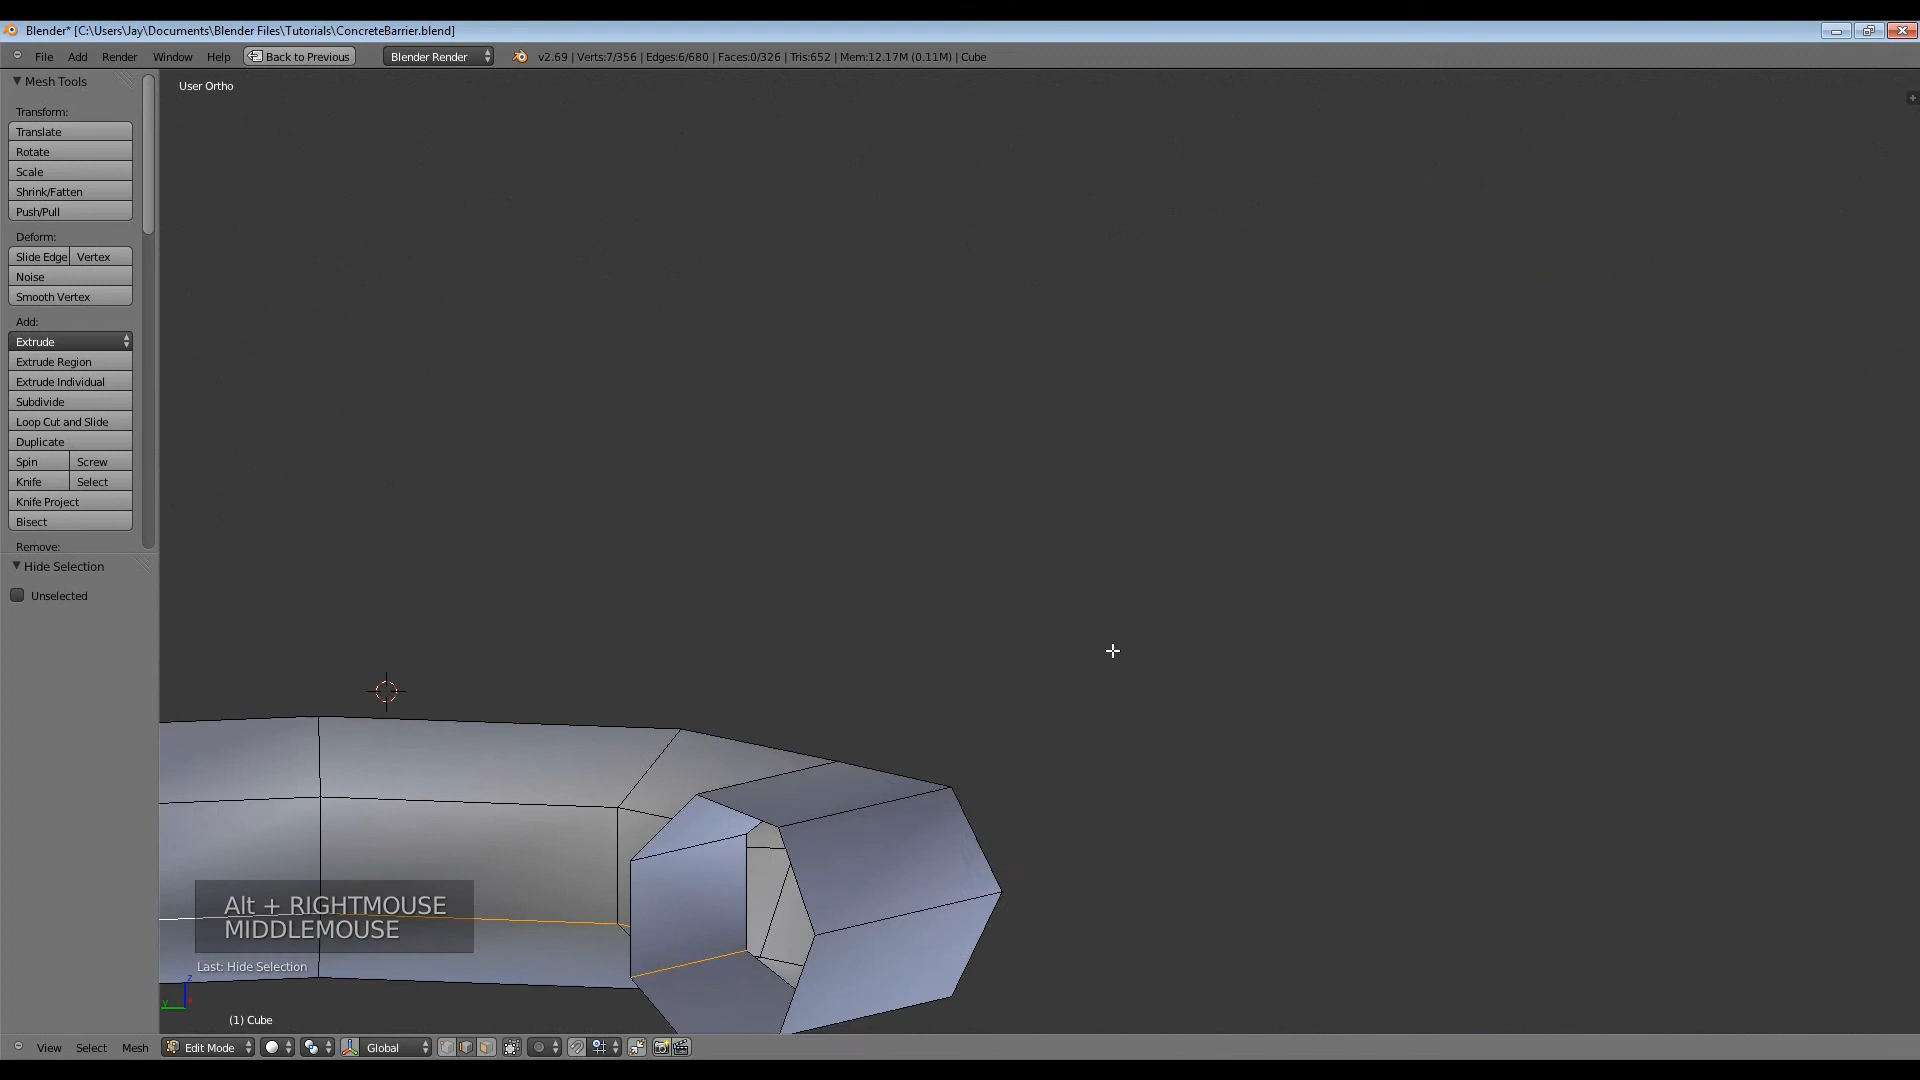 Blender* [C:\Users\Jay\Documents\Blender Files\Tutorials\ConcreteBarrier.blend]
File Add Render Window Help Back to Previous Blender Render v2.69 | Verts:7/356 | Edges:6/680 | Faces:0/326 | Tris:652 | Mem:12.17M (0.11M) | Cube
Mesh Tools
User Ortho
Transform:
Translate
Rotate
Scale
Shrink/Fatten
Push/Pull
Deform:
Slide Edge Vertex
Noise
Smooth Vertex
Add:
Extrude
Extrude Region
Extrude Individual
Subdivide
Loop Cut and Slide
Duplicate
Spin Screw
Knife Select
Knife Project
Bisect
Remove:
Hide Selection
Unselected
Alt + RIGHTMOUSE
MIDDLEMOUSE
Last: Hide Selection
z
y
(1) Cube
View Select Mesh Edit Mode Global